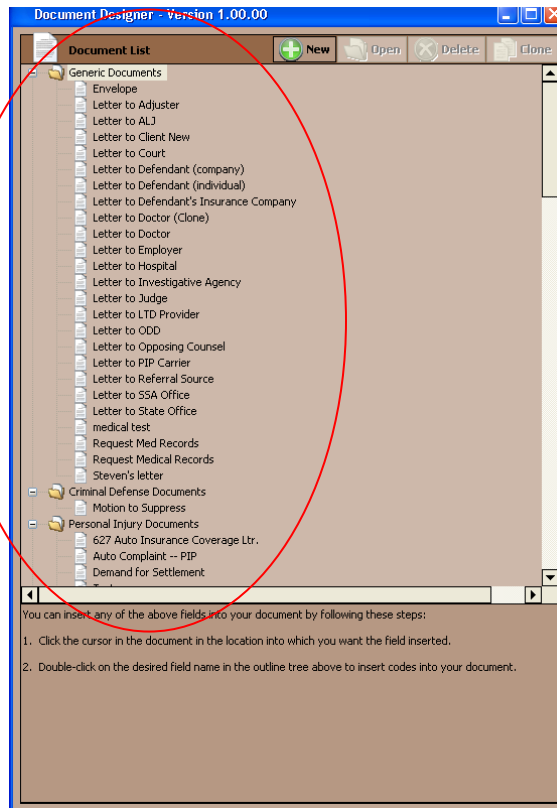 Document Designer - Version 1.00.00
Document List New Open Delete Clone
Generic Documents
Envelope
Letter to Adjuster
Letter to ALJ
Letter to Client New
Letter to Court
Letter to Defendant (company)
Letter to Defendant (individual)
Letter to Defendant's Insurance Company
Letter to Doctor (Clone)
Letter to Doctor
Letter to Employer
Letter to Hospital
Letter to Investigative Agency
Letter to Judge
Letter to LTD Provider
Letter to ODD
Letter to Opposing Counsel
Letter to PIP Carrier
Letter to Referral Source
Letter to SSA Office
Letter to State Office
medical test
Request Med Records
Request Medical Records
Steven's letter
Criminal Defense Documents
Motion to Suppress
Personal Injury Documents
627 Auto Insurance Coverage Ltr.
Auto Complaint -- PIP
Demand for Settlement
You can insert any of the above fields into your document by following these steps:
1. Click the cursor in the document in the location into which you want the field inserted.
2. Double-click on the desired field name in the outline tree above to insert codes into your document.